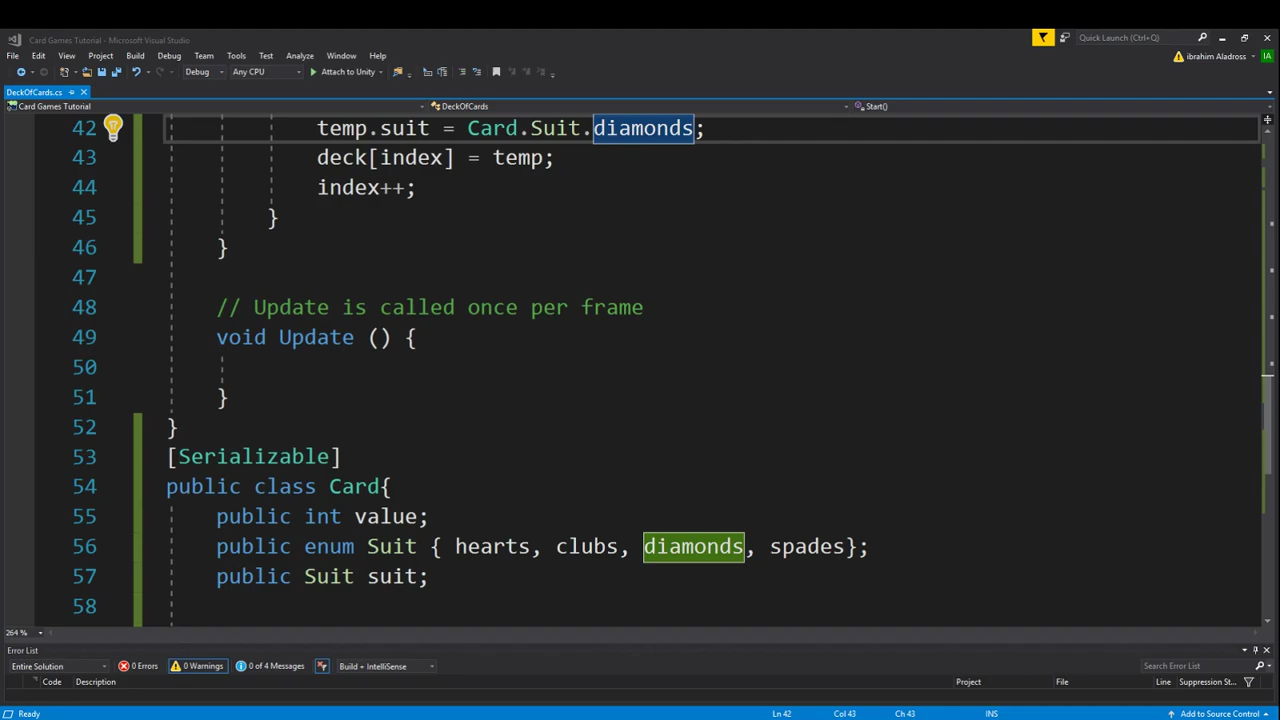 Card Games Tutorial - Microsoft Visual Studio
Quick Launch (Ctrl+Q)
File Edit View Project Build Debug Team Tools Test Analyze Window Help
ibrahim Aladross IA
Debug Any CPU Attach to Unity
DeckOfCards.cs
Card Games Tutorial DeckOfCards Start()
42 temp.suit = Card.Suit.diamonds;
43 deck[index] = temp;
44 index++;
45 }
46 }
47
48 // Update is called once per frame
49 void Update () {
50
51 }
52 }
53 [Serializable]
54 public class Card{
55 public int value;
56 public enum Suit { hearts, clubs, diamonds, spades};
57 public Suit suit;
58
264 %
Error List
Entire Solution 0 Errors 0 Warnings 0 of 4 Messages Build + IntelliSense Search Error List
Code Description Project File Line Suppression St...
Ready Ln 42 Col 43 Ch 43 INS Add to Source Control